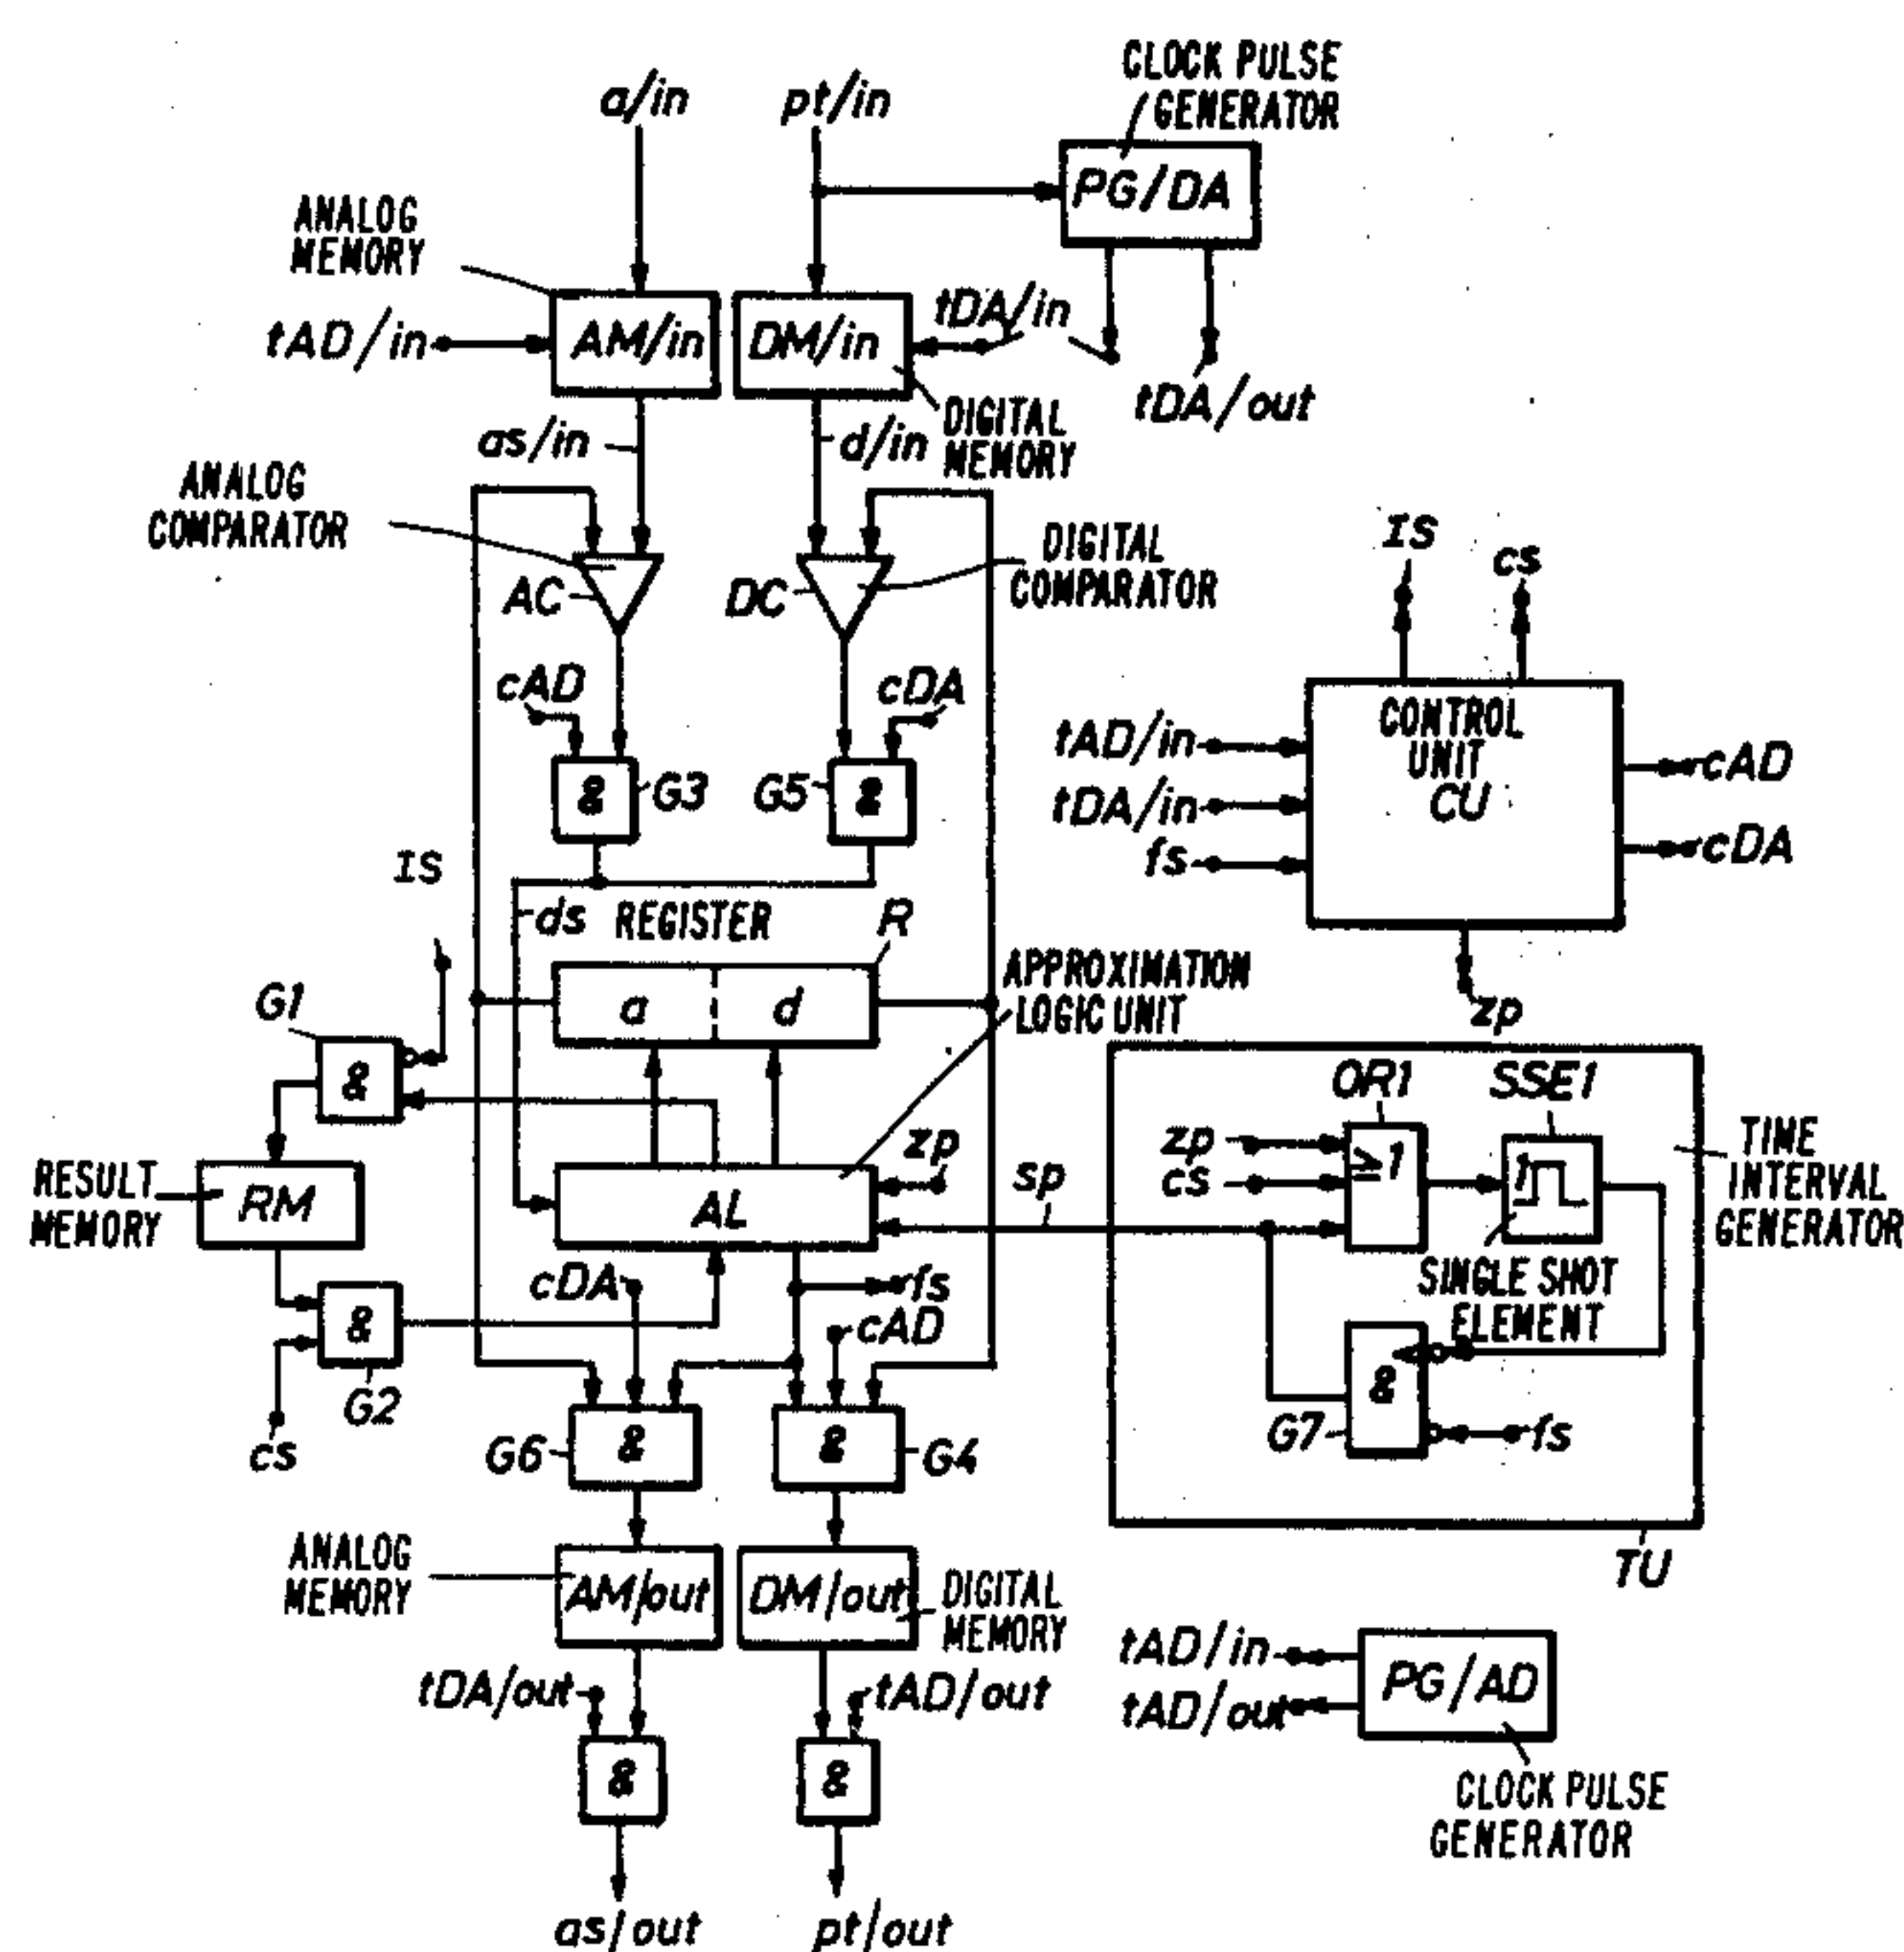 CLOCK PULSE
GENERATOR
a/in
pt/in
PG/DA
ANALOG
MEMORY
tAD/in
AM/in
DM/in
tDA/in
tDA/out
as/in
d/in
DIGITAL
MEMORY
ANALOG
COMPARATOR
AC
DC
DIGITAL
COMPARATOR
IS
cs
cAD
cDA
CONTROL
UNIT
CU
tAD/in
tDA/in
fs
cAD
cDA
zp
&
G3
G5
&
IS
ds
REGISTER
R
a
d
APPROXIMATION
LOGIC UNIT
G1
&
RESULT
MEMORY
RM
AL
zp
sp
OR1
SSE1
zp
cs
≥1
1
TIME
INTERVAL
GENERATOR
SINGLE SHOT
ELEMENT
cDA
fs
cAD
&
G2
cs
G6
&
&
G4
G7
&
fs
TU
ANALOG
MEMORY
AM/out
DM/out
DIGITAL
MEMORY
tDA/out
tAD/out
tAD/in
tAD/out
PG/AD
&
&
CLOCK PULSE
GENERATOR
as/out
pt/out